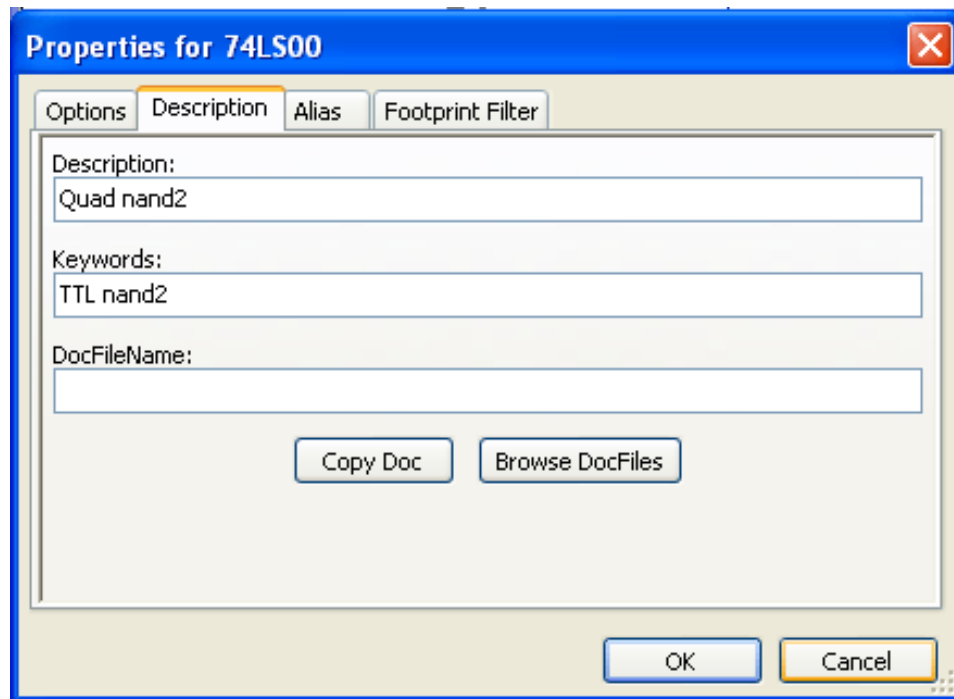 Properties for 74LS00
Options Description Alias Footprint Filter
Description:
Quad nand2
Keywords:
TTL nand2
DocFileName:
Copy Doc Browse DocFiles
OK Cancel